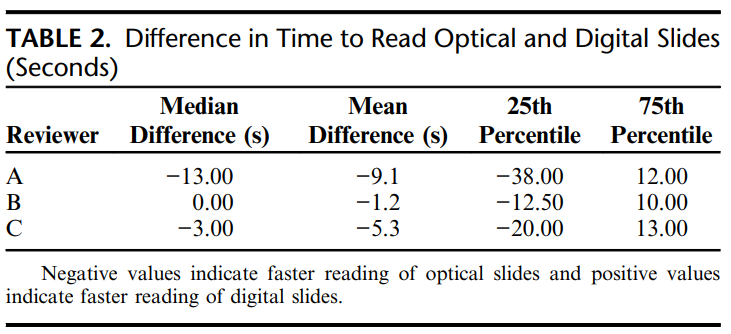 TABLE 2. Difference in Time to Read Optical and Digital Slides
(Seconds)
Median Mean 25th 75th
Reviewer Difference (s) Difference (s) Percentile Percentile
A −13.00 −9.1 −38.00 12.00
B 0.00 −1.2 −12.50 10.00
C −3.00 −5.3 −20.00 13.00
Negative values indicate faster reading of optical slides and positive values
indicate faster reading of digital slides.